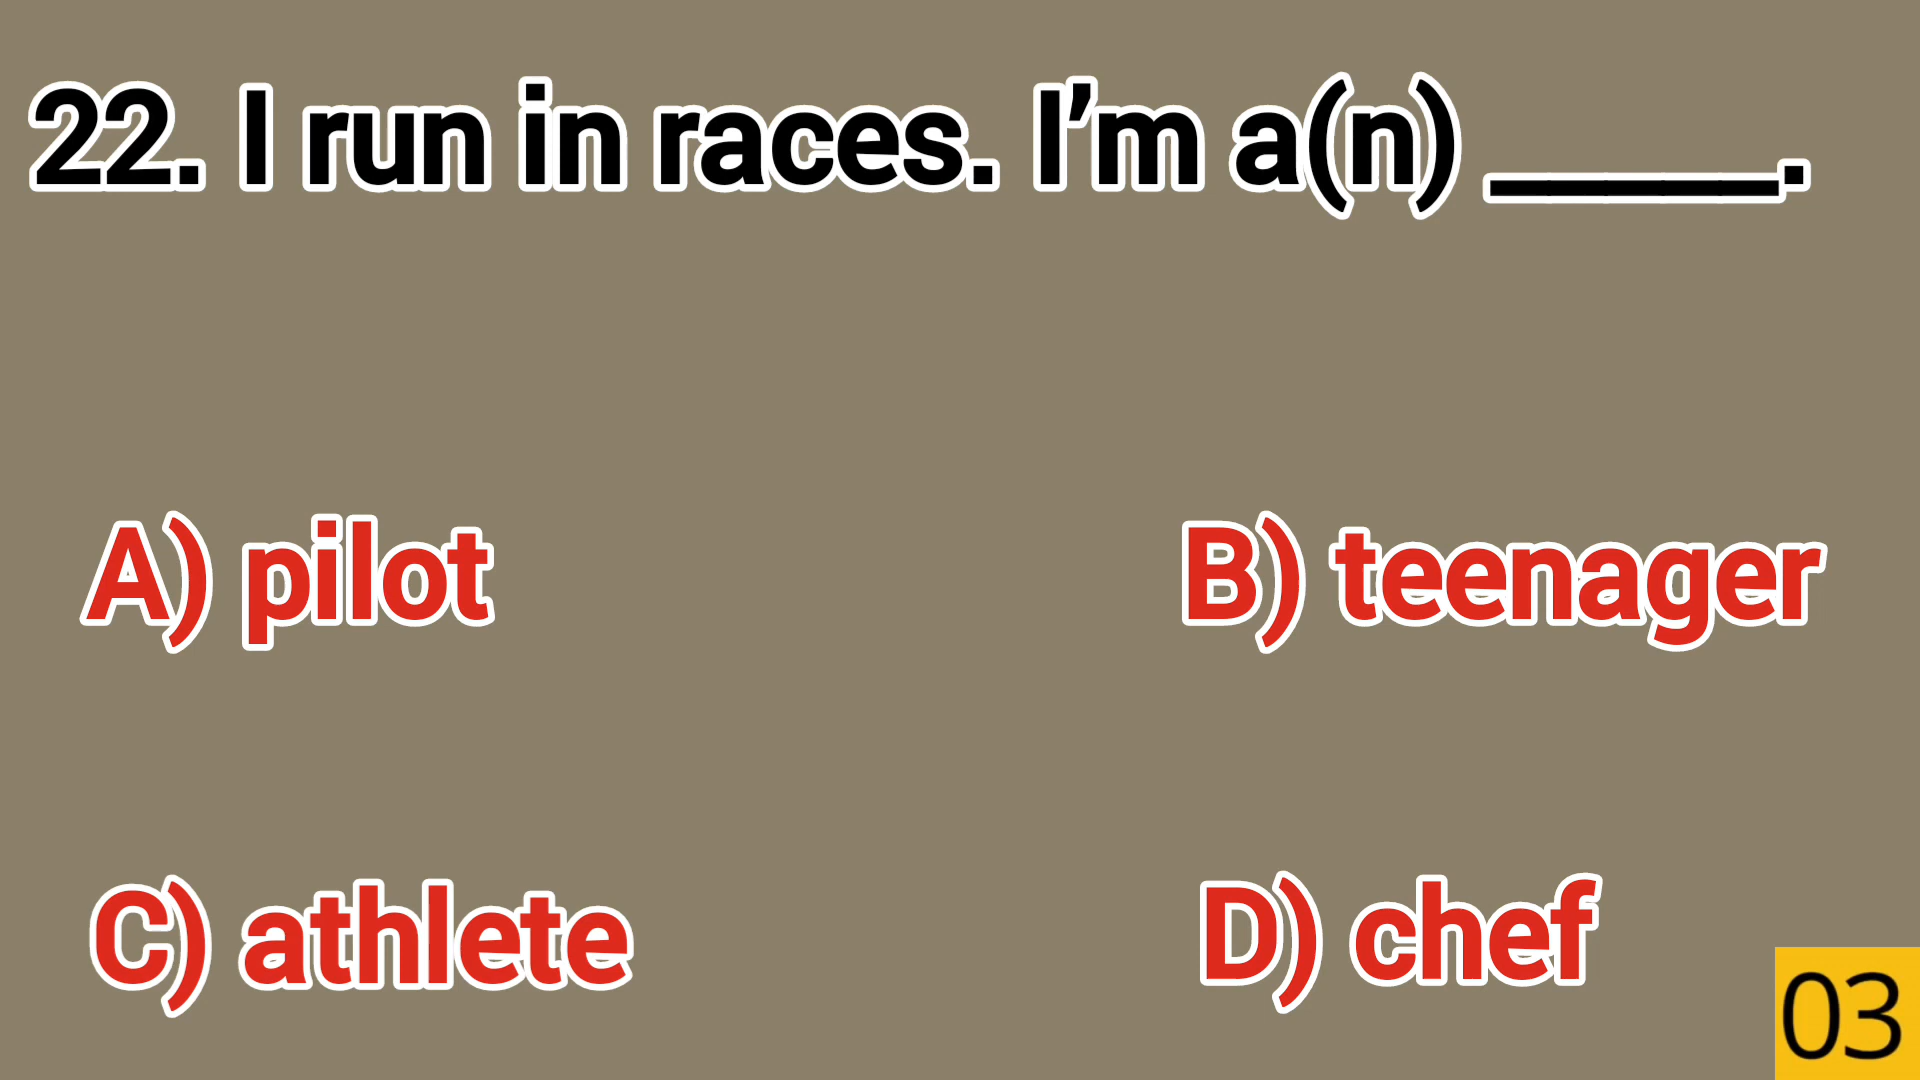 22. I run in races. I’m a(n) _____.
A) pilot
B) teenager
C) athlete
D) chef
03